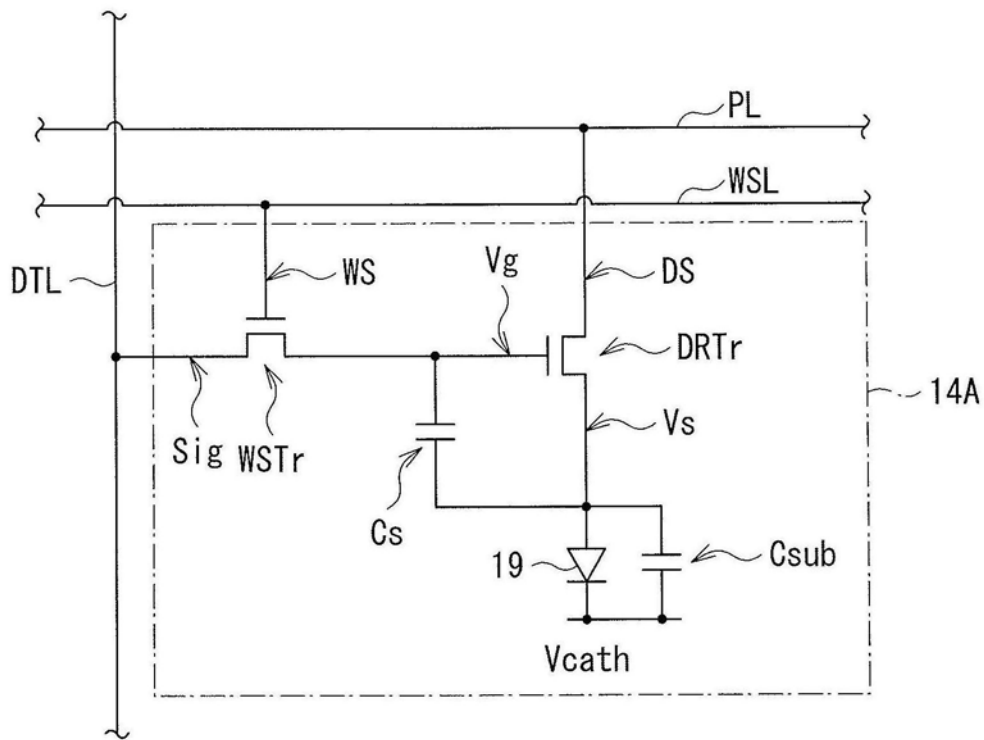 PL
WSL
DTL
WS
Vg
DS
DRTr
14A
Sig
WSTr
Vs
Cs
19
Csub
Vcath